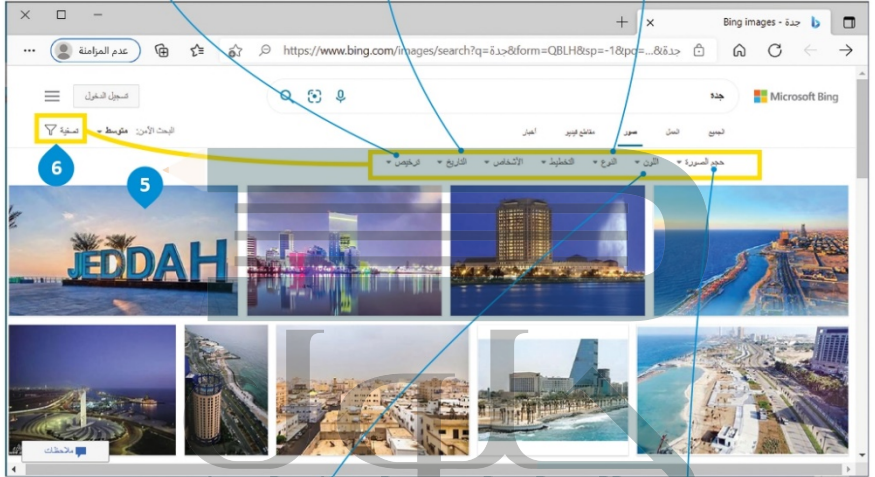 جدة - Bing images
https://www.bing.com/images/search?q=جدة&form=QBLH&sp=-1&pq=...&جدة
عدم المزامنة
Microsoft Bing
جدة
تسجيل الدخول
الجميع العمل صور مقاطع فيديو أخبار
البحث الآمن: متوسط
تصفية
حجم الصورة اللون النوع التخطيط الأشخاص التاريخ ترخيص
6
5
JEDDAH
ملاحظات